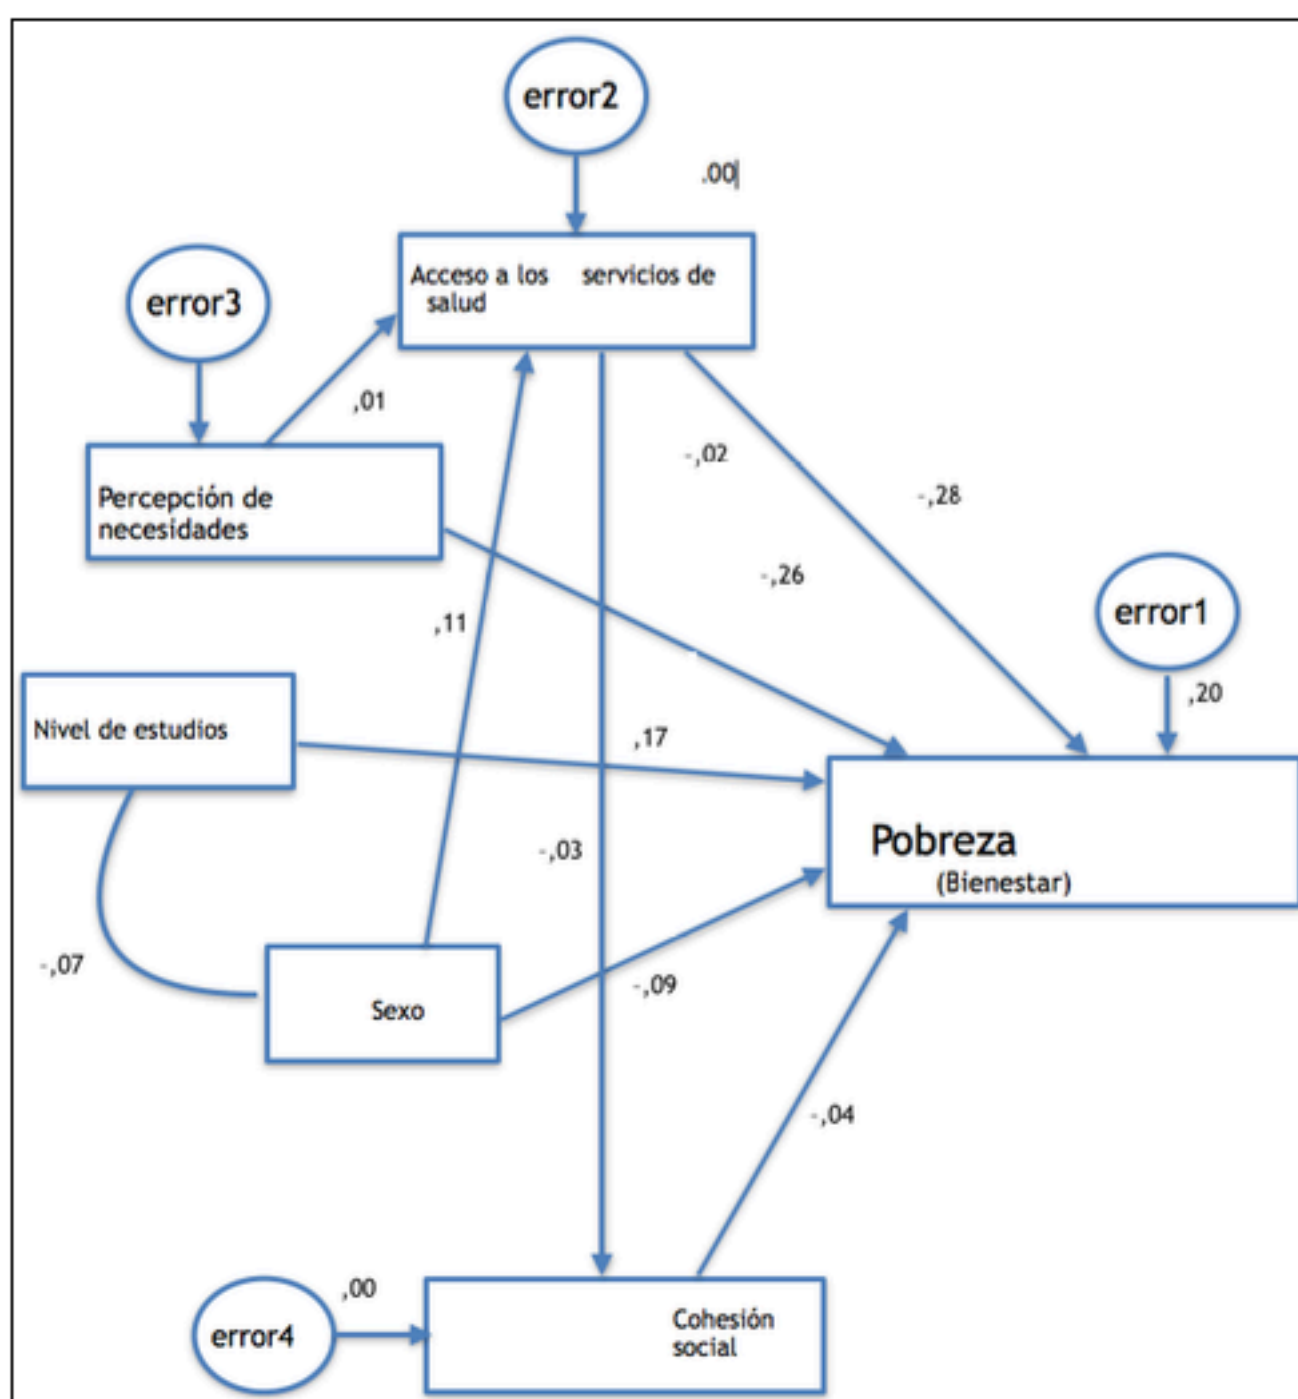 error2
.00
Acceso a los servicios de
salud
error3
,01
Percepción de
necesidades
-,02
-,28
-,26
error1
,11
,20
Nivel de estudios
,17
Pobreza
(Bienestar)
-,03
-,07
-,09
Sexo
-,04
,00
error4
Cohesión
social